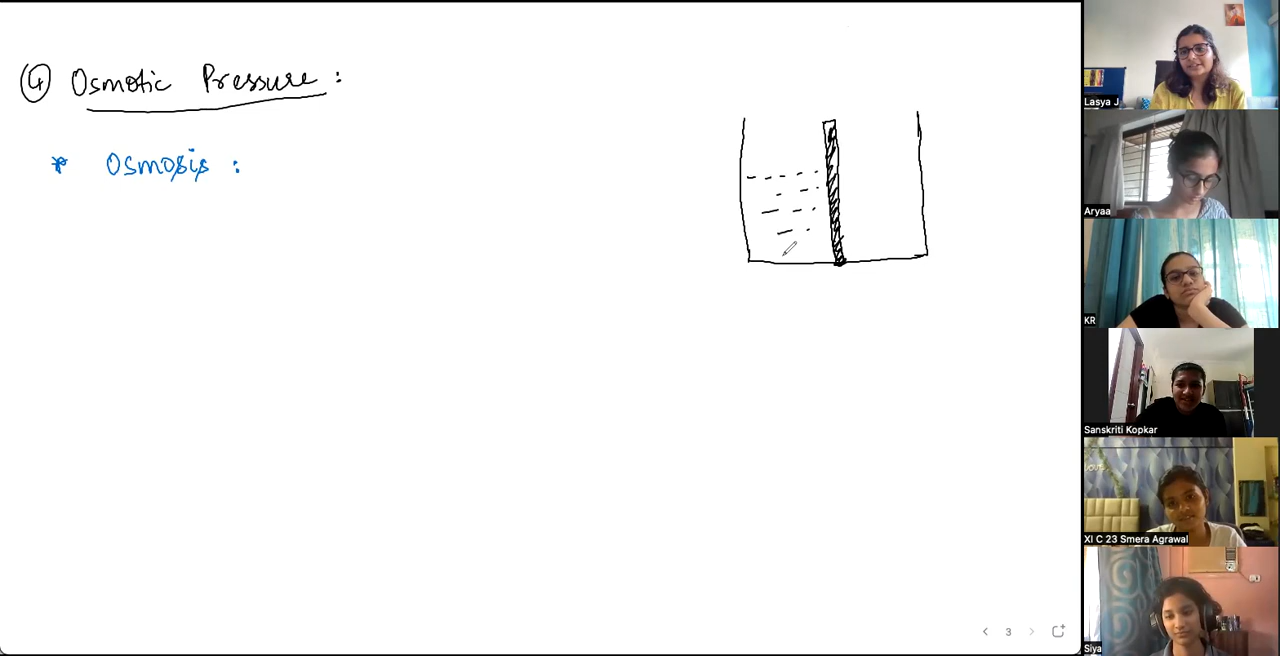 ④ Osmotic Pressure :
* Osmosis :
Lasya J
Aryaa
KR
Sanskriti Kopkar
XI C 23 Smera Agrawal
Siya
< 3 >